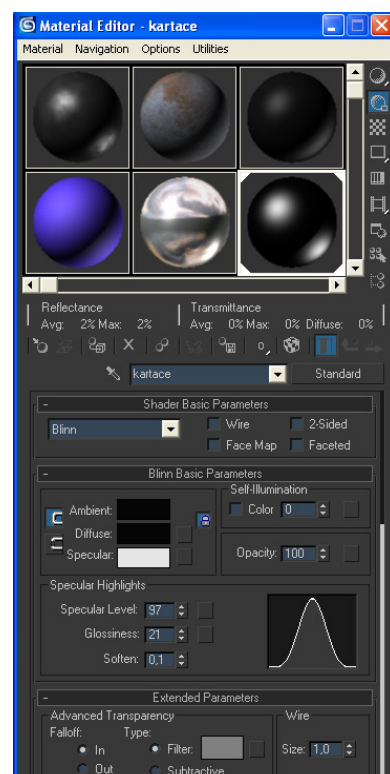 Material Editor - kartace
Material Navigation Options Utilities
Reflectance Transmittance
Avg: 2% Max: 2% Avg: 0% Max: 0% Diffuse: 0%
kartace Standard
- Shader Basic Parameters
Blinn Wire 2-Sided
Face Map Faceted
- Blinn Basic Parameters
Self-Illumination
Ambient: Color 0
Diffuse:
Specular: Opacity: 100
Specular Highlights
Specular Level: 97
Glossiness: 21
Soften: 0,1
- Extended Parameters
Advanced Transparency Wire
Falloff: Type:
In Filter: Size: 1,0
Out Subtractive